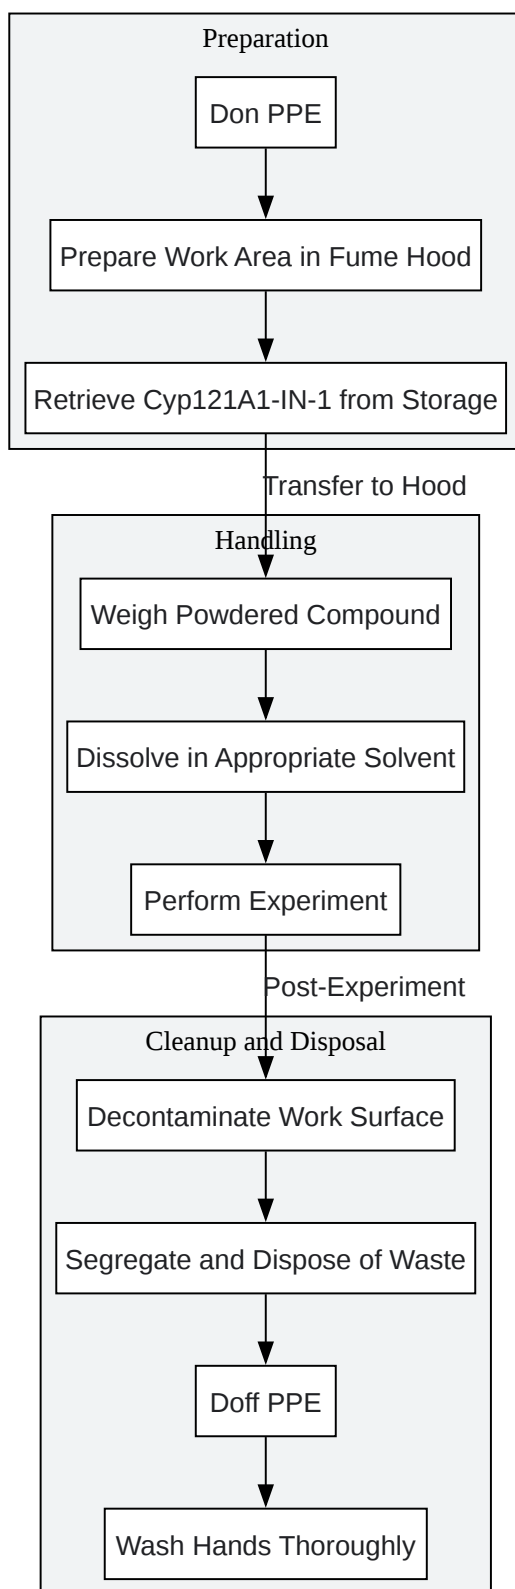 Preparation
Don PPE
Prepare Work Area in Fume Hood
Retrieve Cyp121A1-IN-1 from Storage
Transfer to Hood
Handling
Weigh Powdered Compound
Dissolve in Appropriate Solvent
Perform Experiment
Post-Experiment
Cleanup and Disposal
Decontaminate Work Surface
Segregate and Dispose of Waste
Doff PPE
Wash Hands Thoroughly